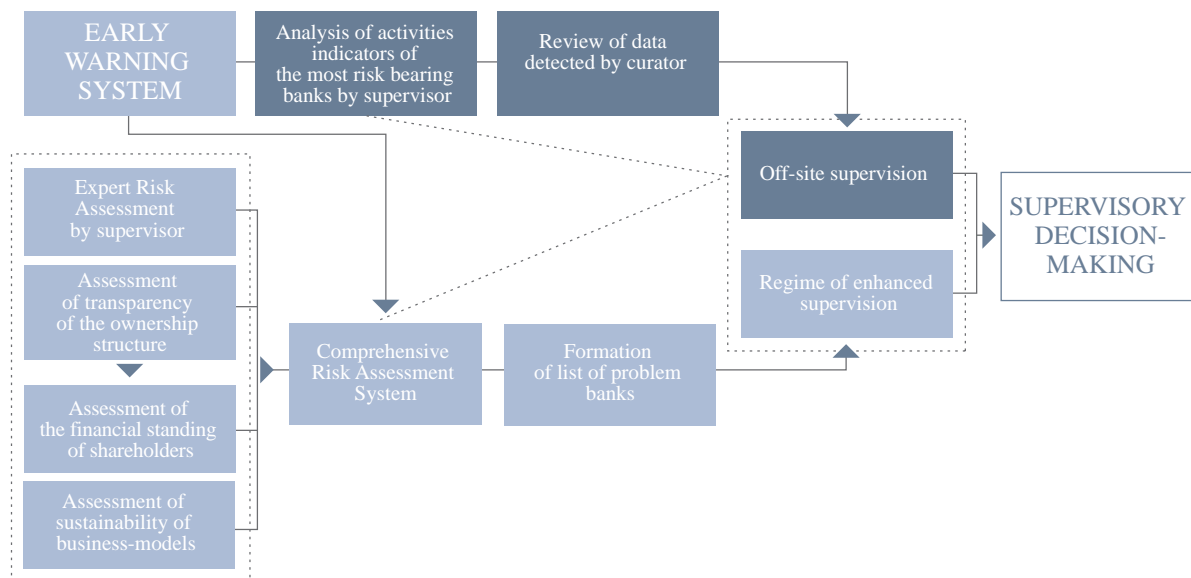 EARLY
WARNING
SYSTEM
Analysis of activities
indicators of
the most risk bearing
banks by supervisor
Review of data
detected by curator
Off-site supervision
SUPERVISORY
DECISION-
MAKING
Regime of enhanced
supervision
Expert Risk
Assessment
by supervisor
Assessment
of transparency
of the ownership
structure
Assessment of
the financial standing
of shareholders
Assessment of
sustainability of
business-models
Comprehensive
Risk Assessment
System
Formation
of list of problem
banks